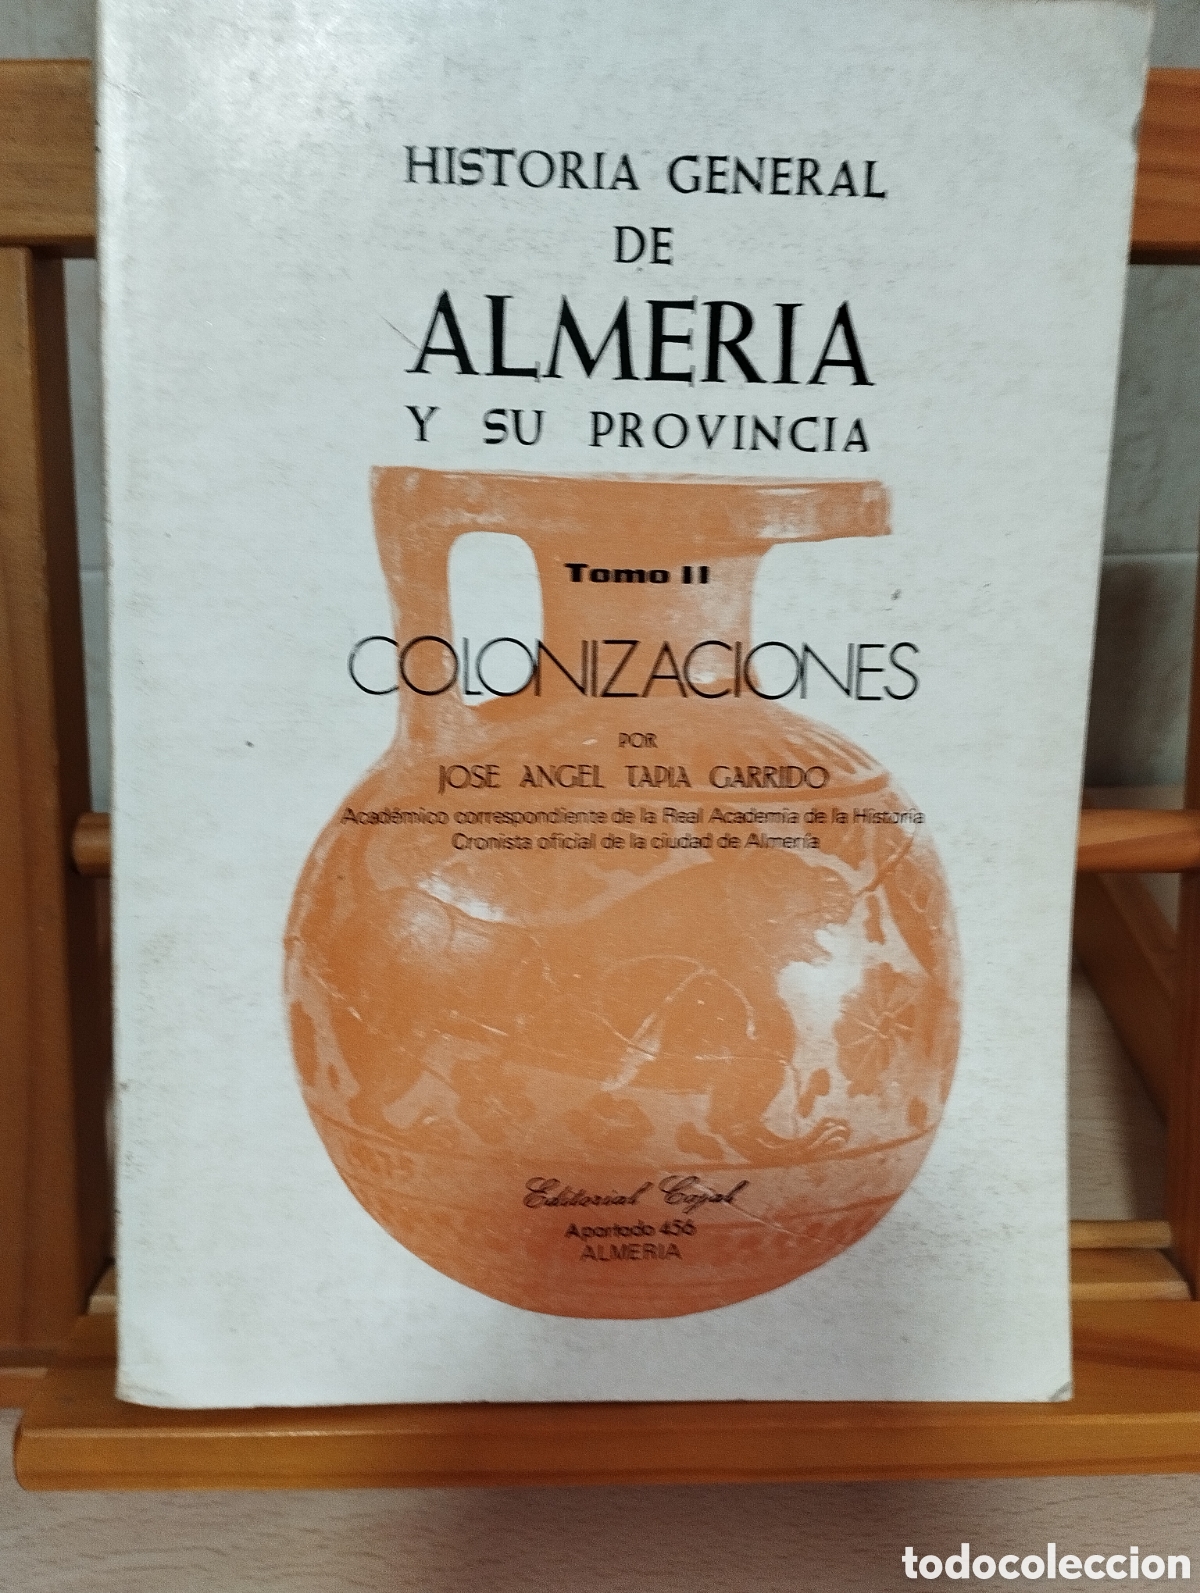 HISTORIA GENERAL
DE
ALMERIA
Y SU PROVINCIA
Tomo II
COLONIZACIONES
POR
JOSE ANGEL TAPIA GARRIDO
Académico correspondiente de la Real Academia de la Historia
Cronista oficial de la ciudad de Almería
Editorial Cajal
Apartado 456
ALMERIA
todocoleccion